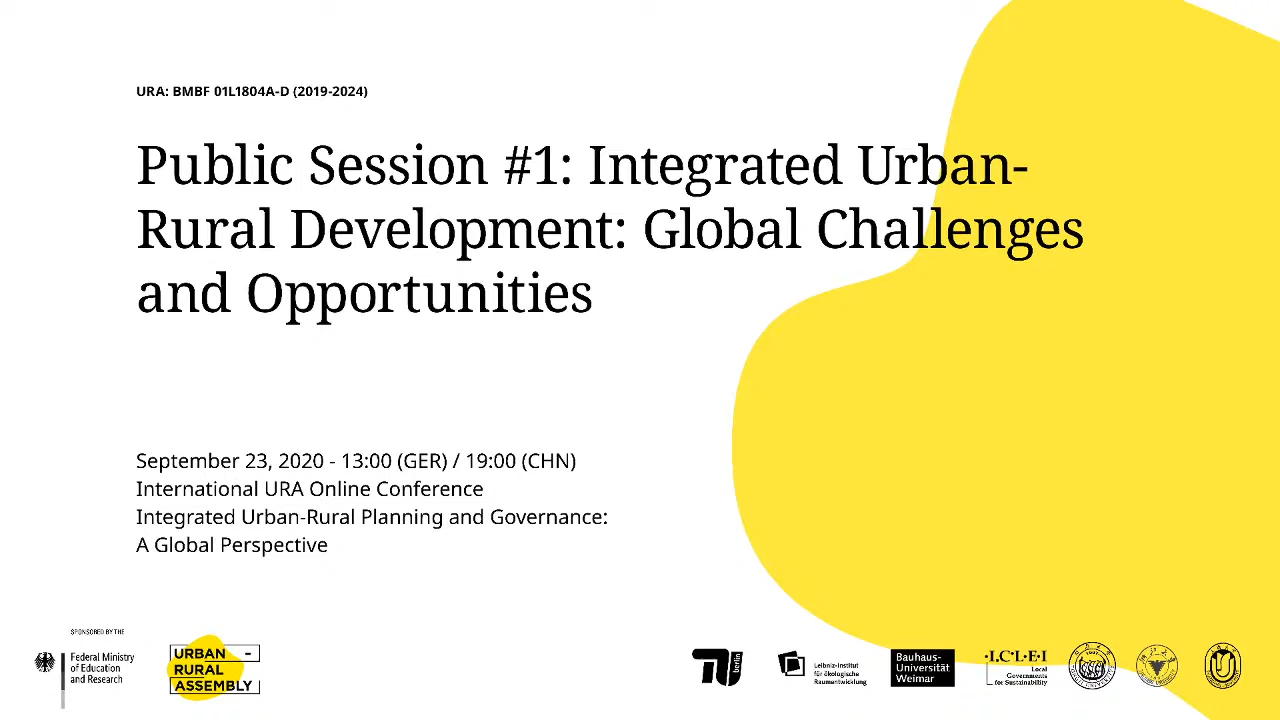 URA: BMBF 01L1804A-D (2019-2024)
Public Session #1: Integrated Urban-
Rural Development: Global Challenges
and Opportunities
September 23, 2020 - 13:00 (GER) / 19:00 (CHN)
International URA Online Conference
Integrated Urban-Rural Planning and Governance:
A Global Perspective
SPONSORED BY THE
Federal Ministry
of Education
and Research
URBAN -
RURAL
ASSEMBLY
berlin
Leibniz-Institut
für ökologische
Raumentwicklung
Bauhaus-
Universität
Weimar
·I.C·L·E·I
Local
Governments
for Sustainability